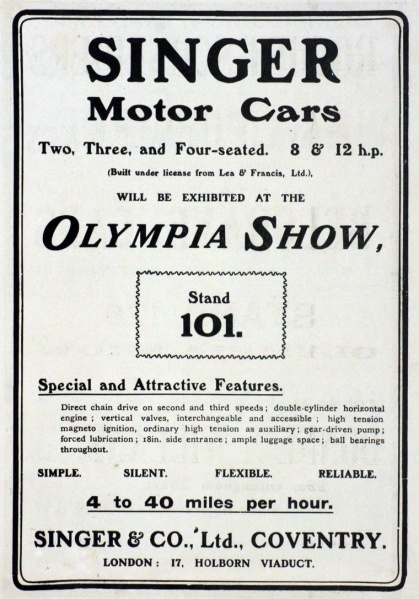 SINGER
Motor Cars
Two, Three, and Four-seated. 8 & 12 h.p.
(Built under license from Lea & Francis, Ltd.),
WILL BE EXHIBITED AT THE
OLYMPIA SHOW,
Stand
101.
Special and Attractive Features.
Direct chain drive on second and third speeds; double-cylinder horizontal
engine; vertical valves, interchangeable and accessible; high tension
magneto ignition, ordinary high tension as auxiliary; gear-driven pump;
forced lubrication; 18in. side entrance; ample luggage space; ball bearings
throughout.
SIMPLE. SILENT. FLEXIBLE. RELIABLE.
4 to 40 miles per hour.
SINGER & CO., Ltd., COVENTRY.
LONDON: 17, HOLBORN VIADUCT.